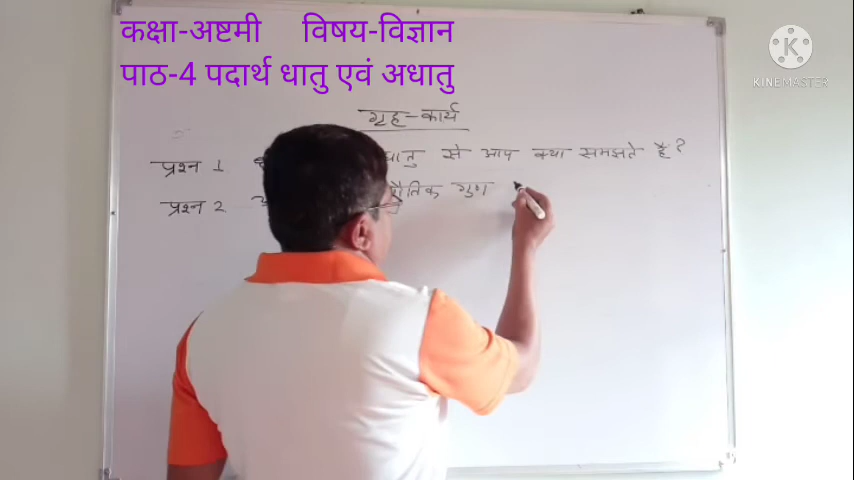 कक्षा-अष्टमी विषय-विज्ञान
पाठ-4 पदार्थ धातु एवं अधातु
KINEMASTER
गृह-कार्य
प्रश्न 1. धातु से आप क्या समझते हैं?
प्रश्न 2. भौतिक गुण